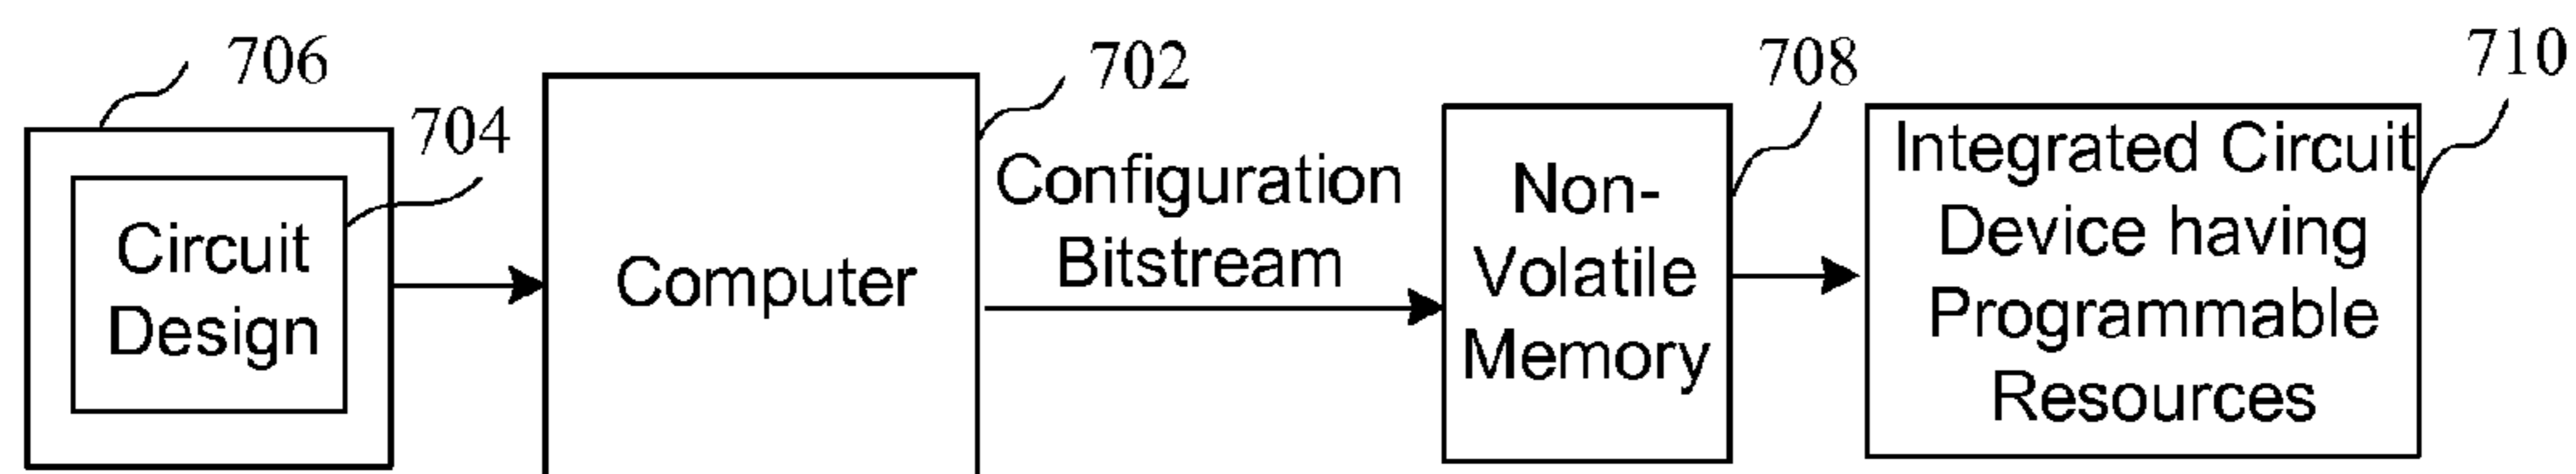 706
704
Circuit
Design
702
Computer
Configuration
Bitstream
708
Non-
Volatile
Memory
710
Integrated Circuit
Device having
Programmable
Resources